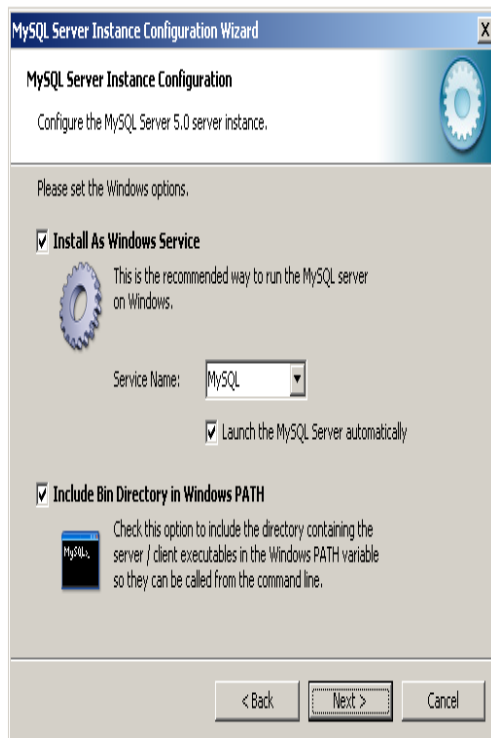 MySQL Server Instance Configuration Wizard
X
MySQL Server Instance Configuration
Configure the MySQL Server 5.0 server instance.
Please set the Windows options.
Install As Windows Service
This is the recommended way to run the MySQL server
on Windows.
Service Name:
MySQL
Launch the MySQL Server automatically
Include Bin Directory in Windows PATH
MySQL>_
Check this option to include the directory containing the
server / client executables in the Windows PATH variable
so they can be called from the command line.
< Back
Next >
Cancel